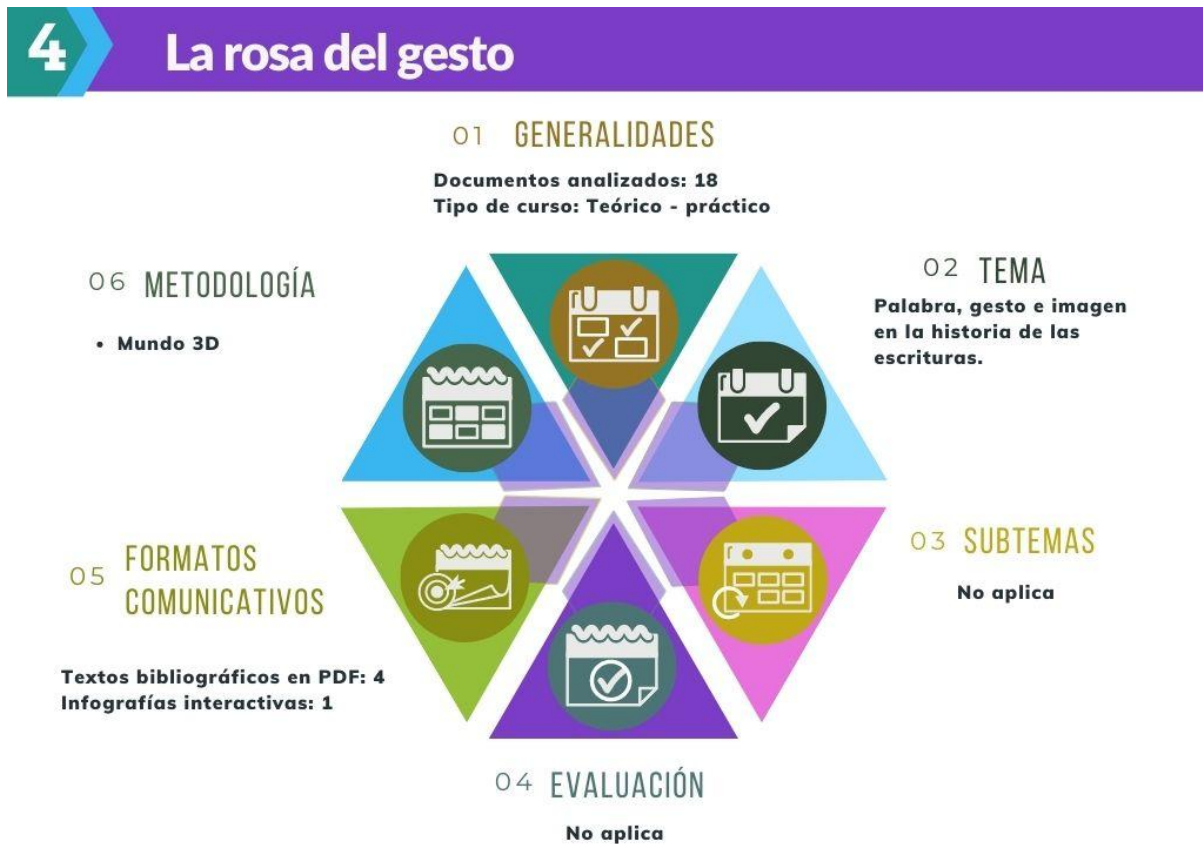 4
La rosa del gesto
01 GENERALIDADES
Documentos analizados: 18
Tipo de curso: Teórico - práctico
02 TEMA
Palabra, gesto e imagen
en la historia de las
escrituras.
03 SUBTEMAS
No aplica
04 EVALUACIÓN
No aplica
05 FORMATOS
COMUNICATIVOS
Textos bibliográficos en PDF: 4
Infografías interactivas: 1
06 METODOLOGÍA
• Mundo 3D